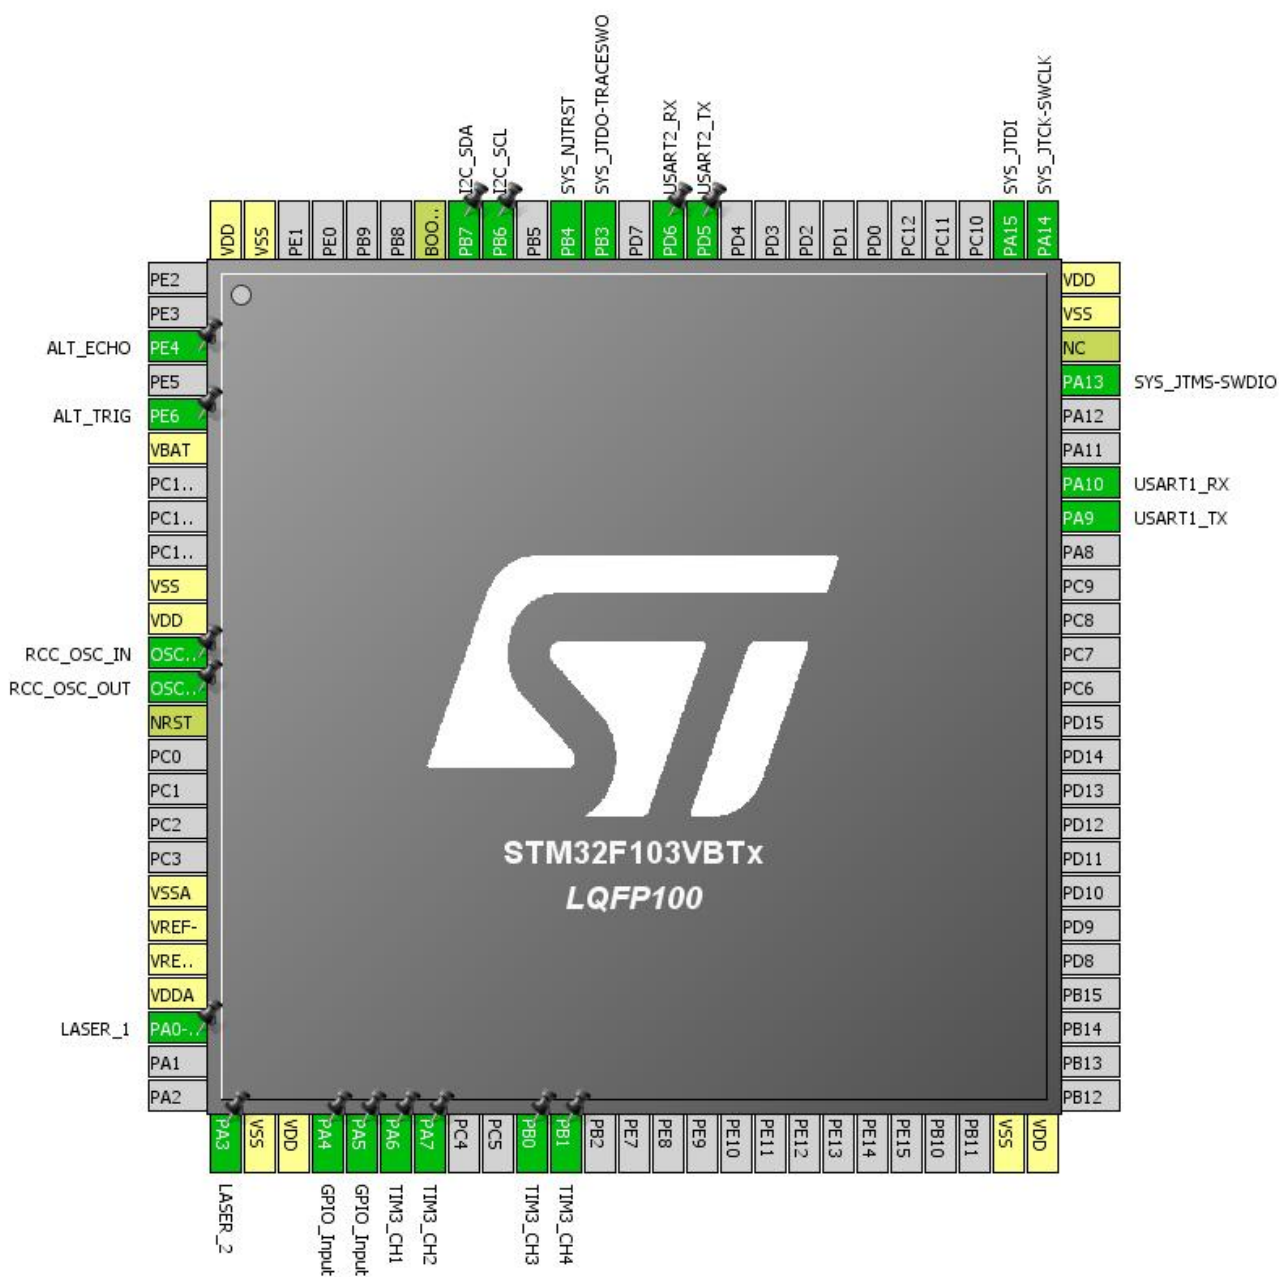 I2C_SDA
I2C_SCL
SYS_NJTRST
SYS_JTDO-TRACESWO
USART2_RX
USART2_TX
SYS_JTDI
SYS_JTCK-SWCLK
VDD
VSS
PE1
PE0
PB9
PB8
BOO..
PB7
PB6
PB5
PB4
PB3
PD7
PD6
PD5
PD4
PD3
PD2
PD1
PD0
PC12
PC11
PC10
PA15
PA14
PE2
PE3
ALT_ECHO PE4
PE5
ALT_TRIG PE6
VBAT
PC1..
PC1..
PC1..
VSS
VDD
RCC_OSC_IN OSC..
RCC_OSC_OUT OSC..
NRST
PC0
PC1
PC2
PC3
VSSA
VREF-
VRE..
VDDA
LASER_1 PA0-..
PA1
PA2
ST
STM32F103VBTx
LQFP100
VDD
VSS
NC
PA13 SYS_JTMS-SWDIO
PA12
PA11
PA10 USART1_RX
PA9 USART1_TX
PA8
PC9
PC8
PC7
PC6
PD15
PD14
PD13
PD12
PD11
PD10
PD9
PD8
PB15
PB14
PB13
PB12
PA3
VSS
VDD
PA4
PA5
PA6
PA7
PC4
PC5
PB0
PB1
PB2
PE7
PE8
PE9
PE10
PE11
PE12
PE13
PE14
PE15
PB10
PB11
VSS
VDD
LASER_2
GPIO_Input
GPIO_Input
TIM3_CH1
TIM3_CH2
TIM3_CH3
TIM3_CH4